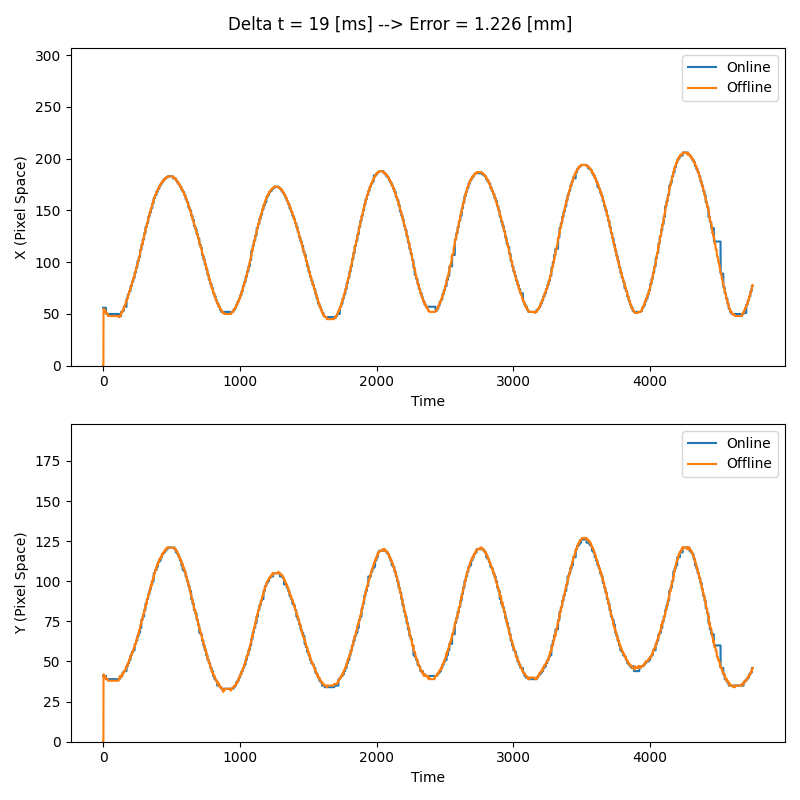 Delta t = 19 [ms] --> Error = 1.226 [mm]
300
250
200
150
100
50
0
X (Pixel Space)
Online
Offline
0 1000 2000 3000 4000
Time
175
150
125
100
75
50
25
0
Y (Pixel Space)
Online
Offline
0 1000 2000 3000 4000
Time